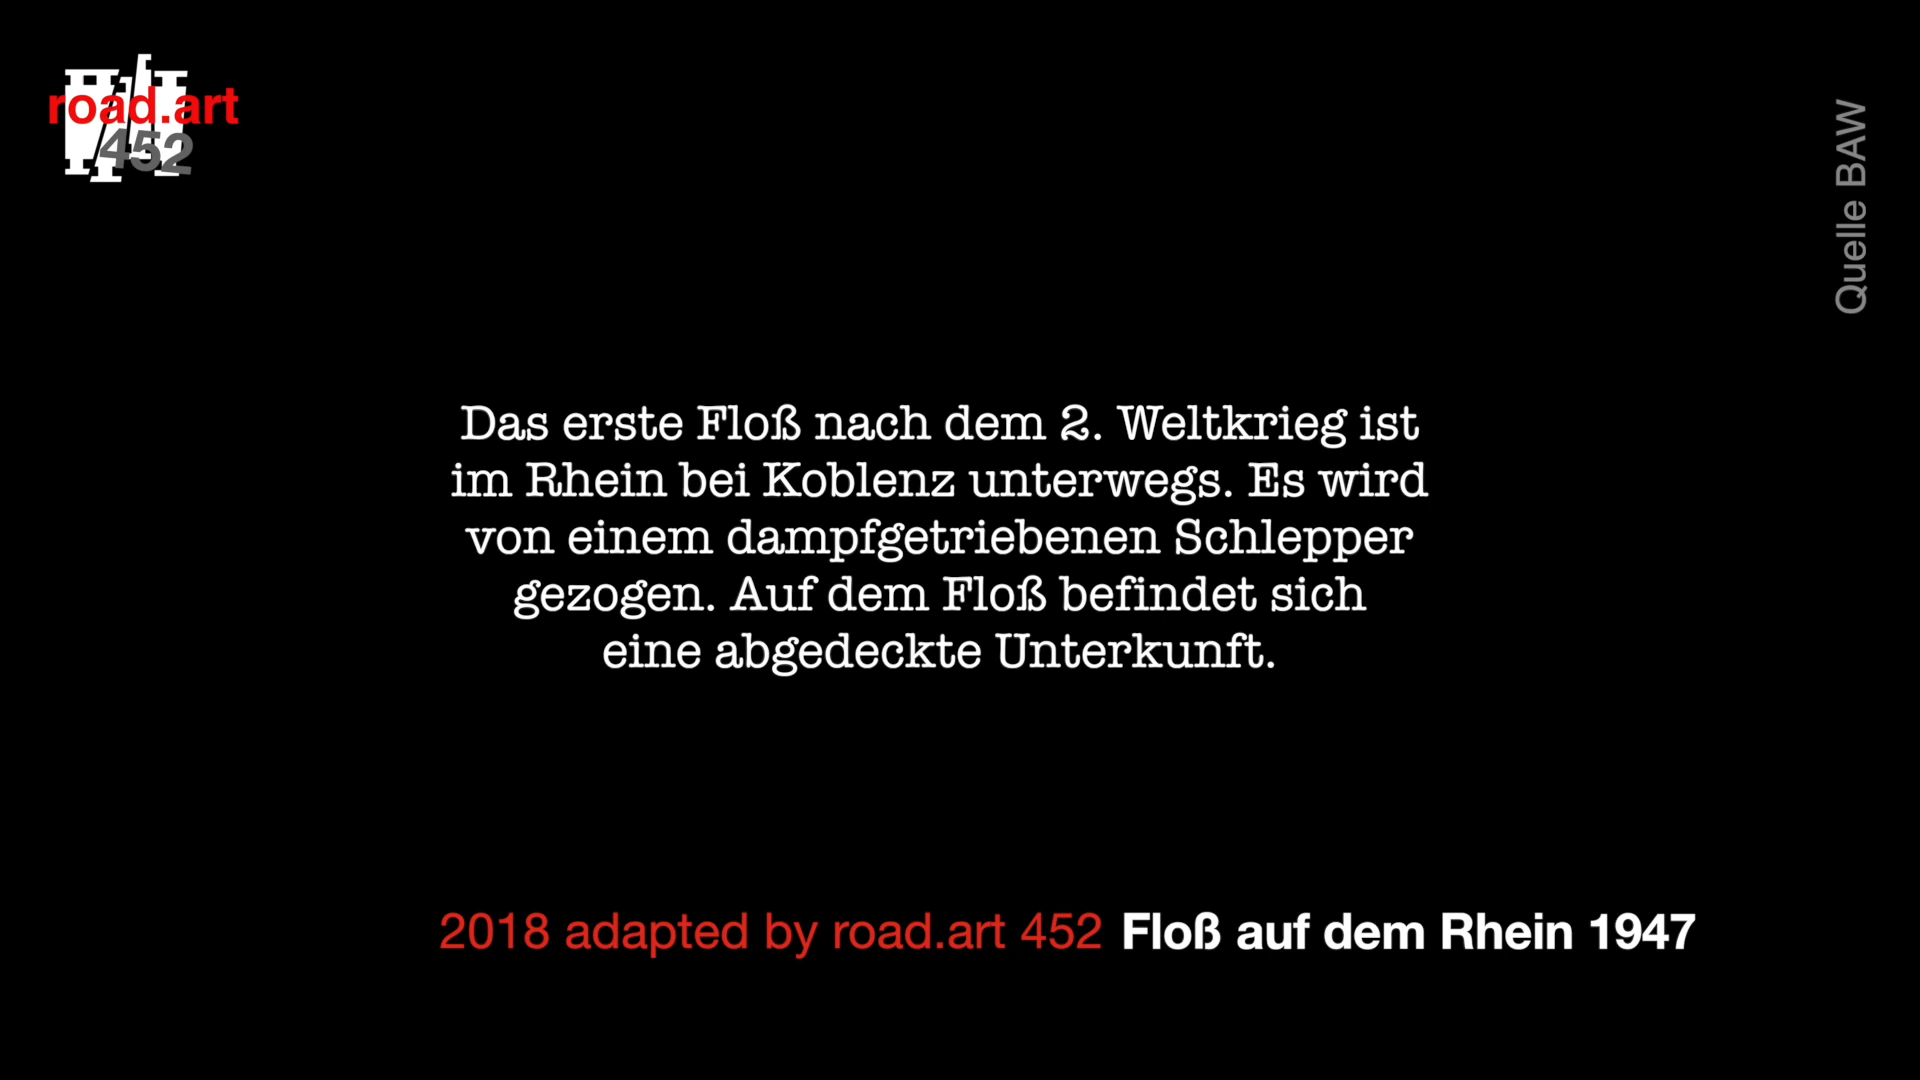 road.art
452
Quelle BAW
Das erste Floß nach dem 2. Weltkrieg ist
im Rhein bei Koblenz unterwegs. Es wird
von einem dampfgetriebenen Schlepper
gezogen. Auf dem Floß befindet sich
eine abgedeckte Unterkunft.
2018 adapted by road.art 452 Floß auf dem Rhein 1947